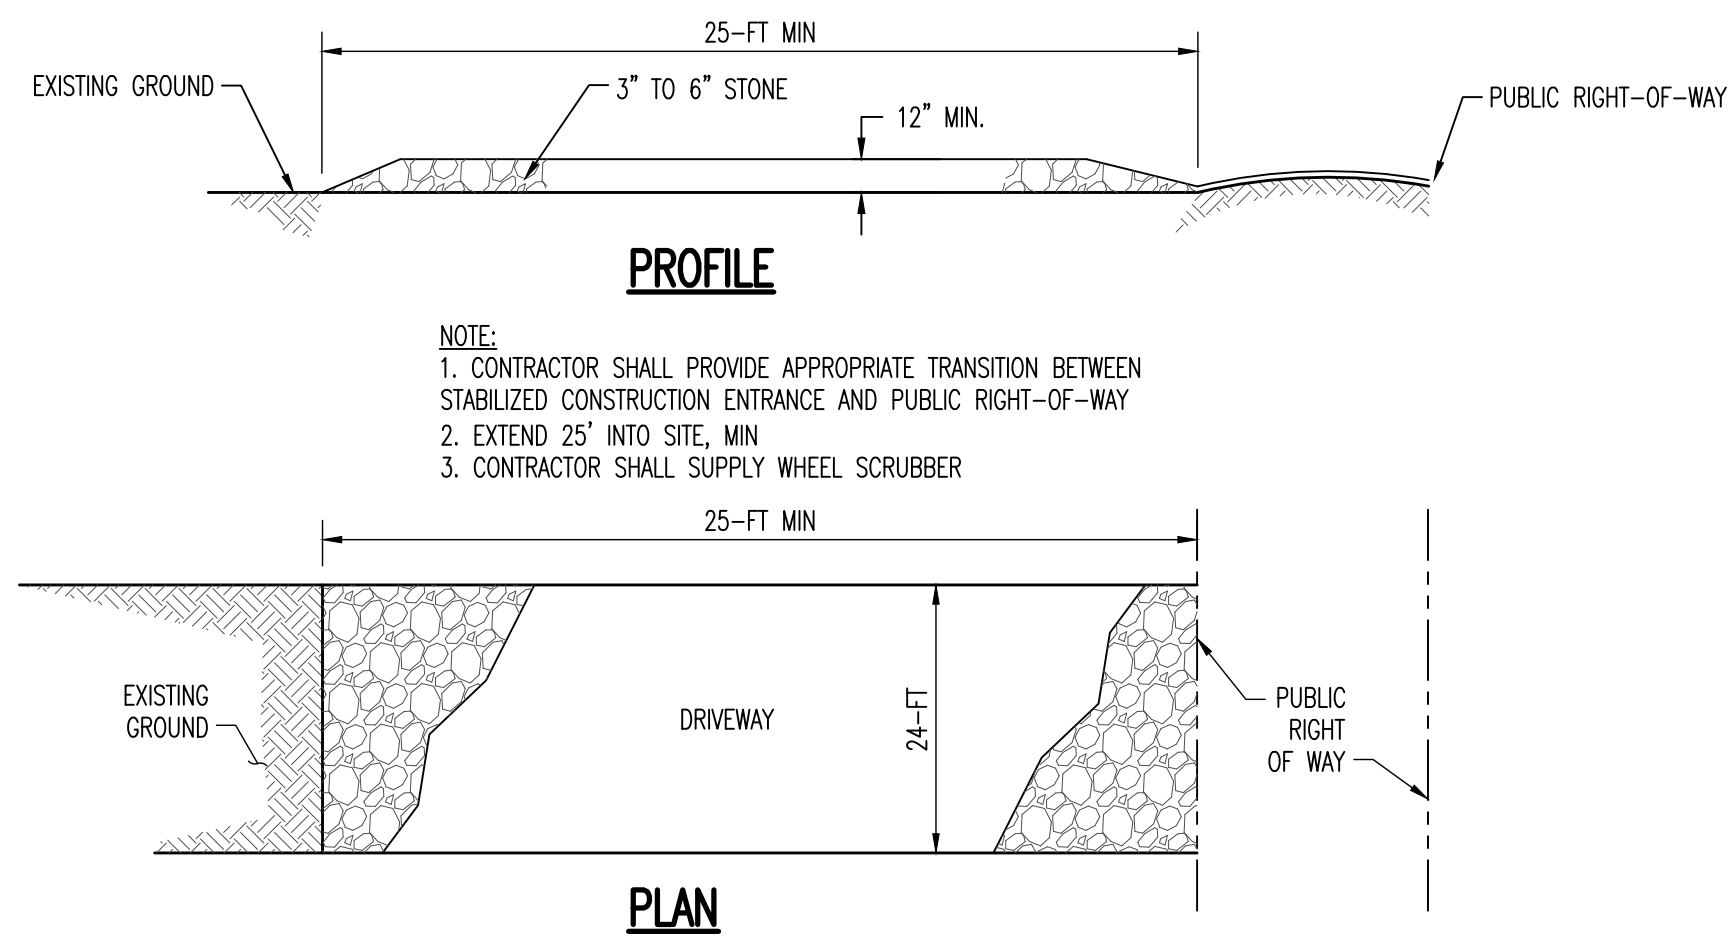 25-FT MIN
EXISTING GROUND
3" TO 6" STONE
12" MIN.
PUBLIC RIGHT-OF-WAY
PROFILE
NOTE:
1. CONTRACTOR SHALL PROVIDE APPROPRIATE TRANSITION BETWEEN
STABILIZED CONSTRUCTION ENTRANCE AND PUBLIC RIGHT-OF-WAY
2. EXTEND 25' INTO SITE, MIN
3. CONTRACTOR SHALL SUPPLY WHEEL SCRUBBER
25-FT MIN
EXISTING
GROUND
DRIVEWAY
24-FT
PUBLIC
RIGHT
OF WAY
PLAN